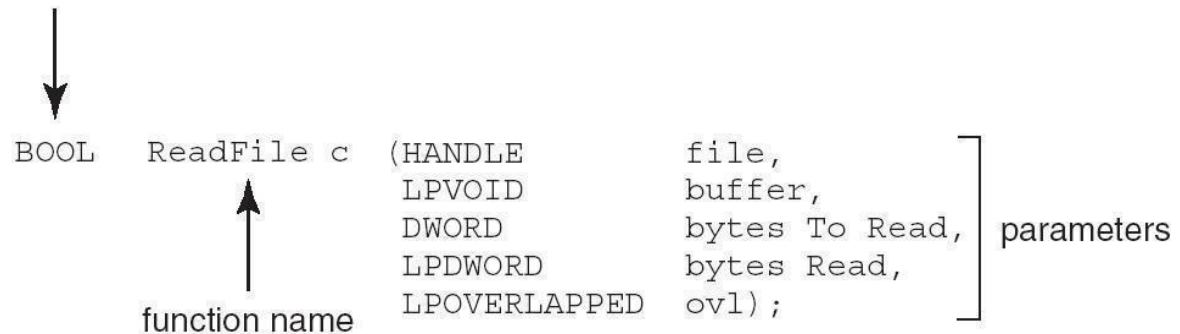 BOOL ReadFile c (HANDLE file,
LPVOID buffer,
DWORD bytes To Read,
LPDWORD bytes Read,
LPOVERLAPPED ovl);
parameters
function name